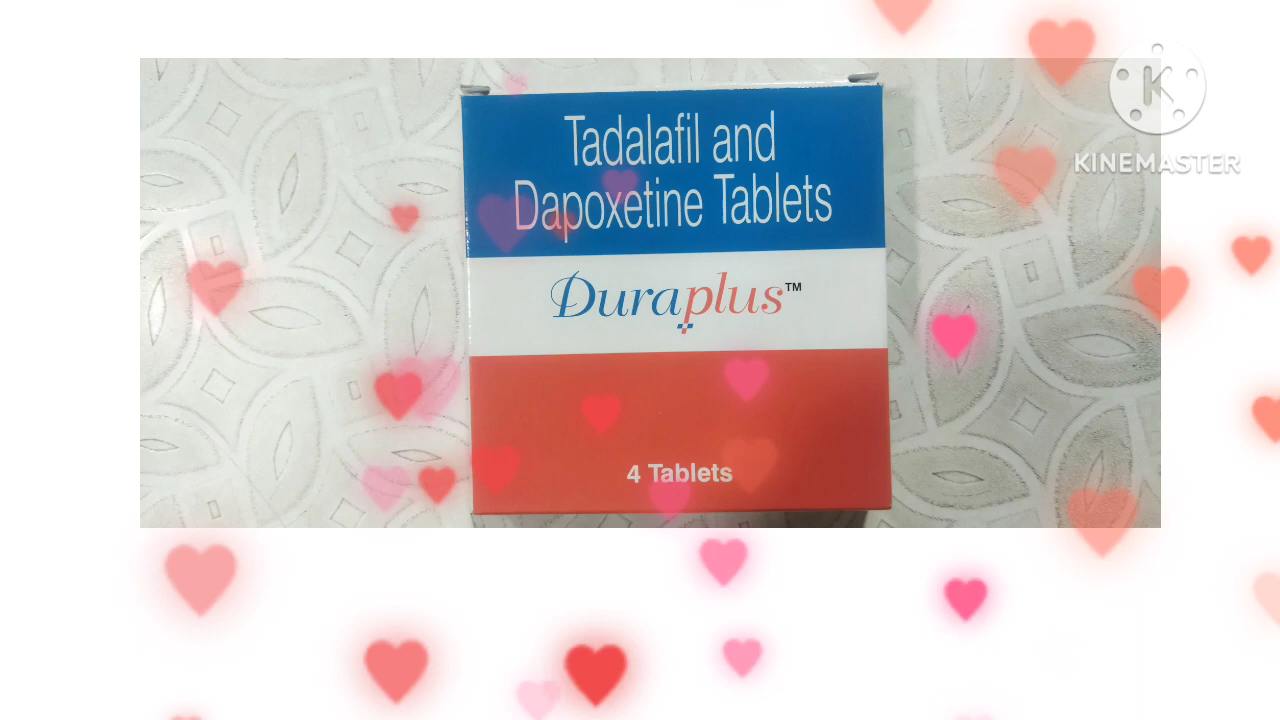 Tadalafil and
Dapoxetine Tablets
Duraplus™
4 Tablets
K
KINEMASTER